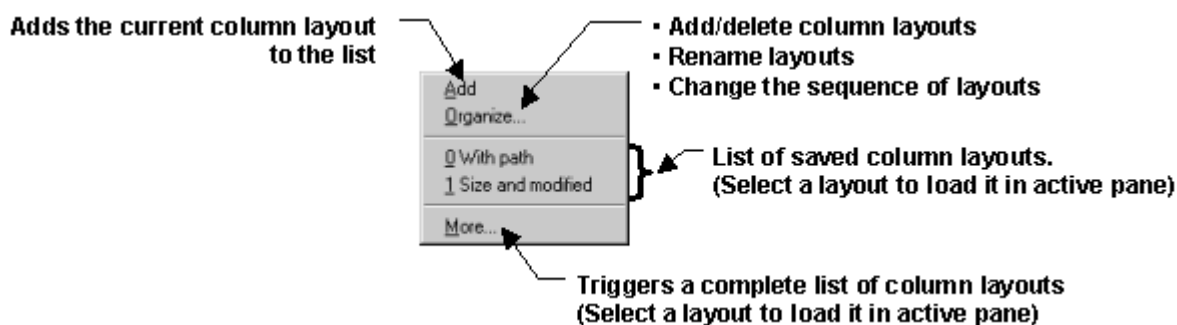 Adds the current column layout
to the list
▪ Add/delete column layouts
▪ Rename layouts
▪ Change the sequence of layouts
Add
Organize...
0 With path
1 Size and modified
More...
List of saved column layouts.
(Select a layout to load it in active pane)
Triggers a complete list of column layouts
(Select a layout to load it in active pane)